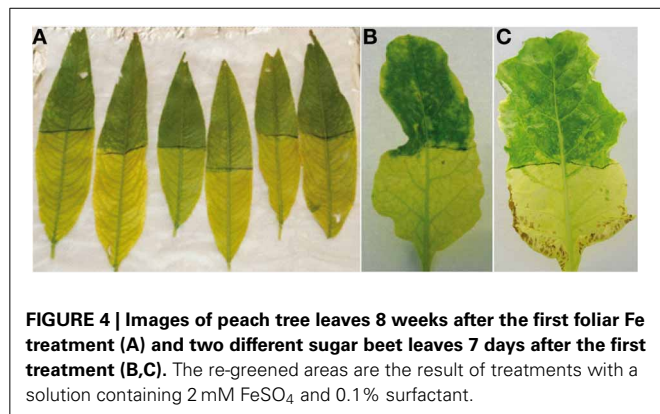 A B C
FIGURE 4 | Images of peach tree leaves 8 weeks after the first foliar Fe
treatment (A) and two different sugar beet leaves 7 days after the first
treatment (B,C). The re-greened areas are the result of treatments with a
solution containing 2 mM FeSO₄ and 0.1% surfactant.